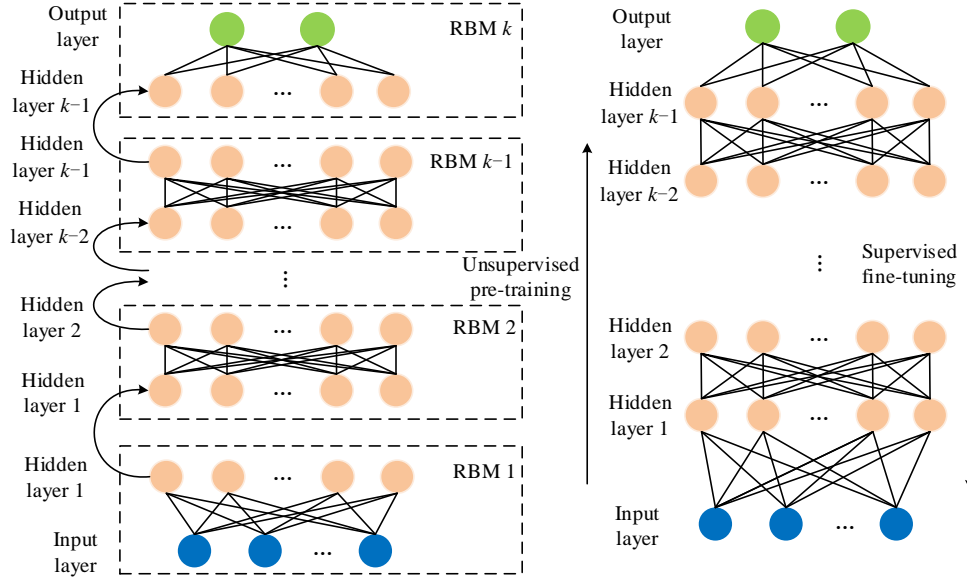 Output
layer
RBM k
Hidden
layer k−1
...
Hidden
layer k−1
RBM k−1
...
Hidden
layer k−2
...
...
Hidden
layer 2
RBM 2
...
Hidden
layer 1
...
Hidden
layer 1
RBM 1
...
Input
layer
...
Unsupervised
pre-training
Output
layer
Hidden
layer k−1
...
Hidden
layer k−2
...
...
Supervised
fine-tuning
Hidden
layer 2
...
Hidden
layer 1
...
Input
layer
...